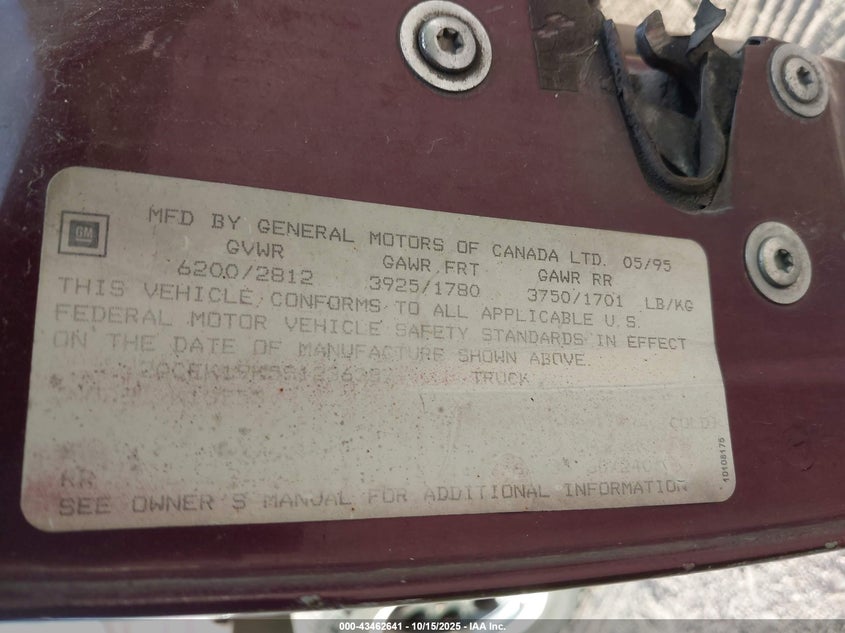 GM
MFD BY GENERAL MOTORS OF CANADA LTD. 05/95
GVWR GAWR FRT GAWR RR
6200/2812 3925/1780 3750/1701 LB/KG
THIS VEHICLE CONFORMS TO ALL APPLICABLE U.S.
FEDERAL MOTOR VEHICLE SAFETY STANDARDS IN EFFECT
ON THE DATE OF MANUFACTURE SHOWN ABOVE.
TRUCK
COLD
RR
SEE OWNER'S MANUAL FOR ADDITIONAL INFORMATION
10108175
000-43462641 - 10/15/2025 - IAA Inc.